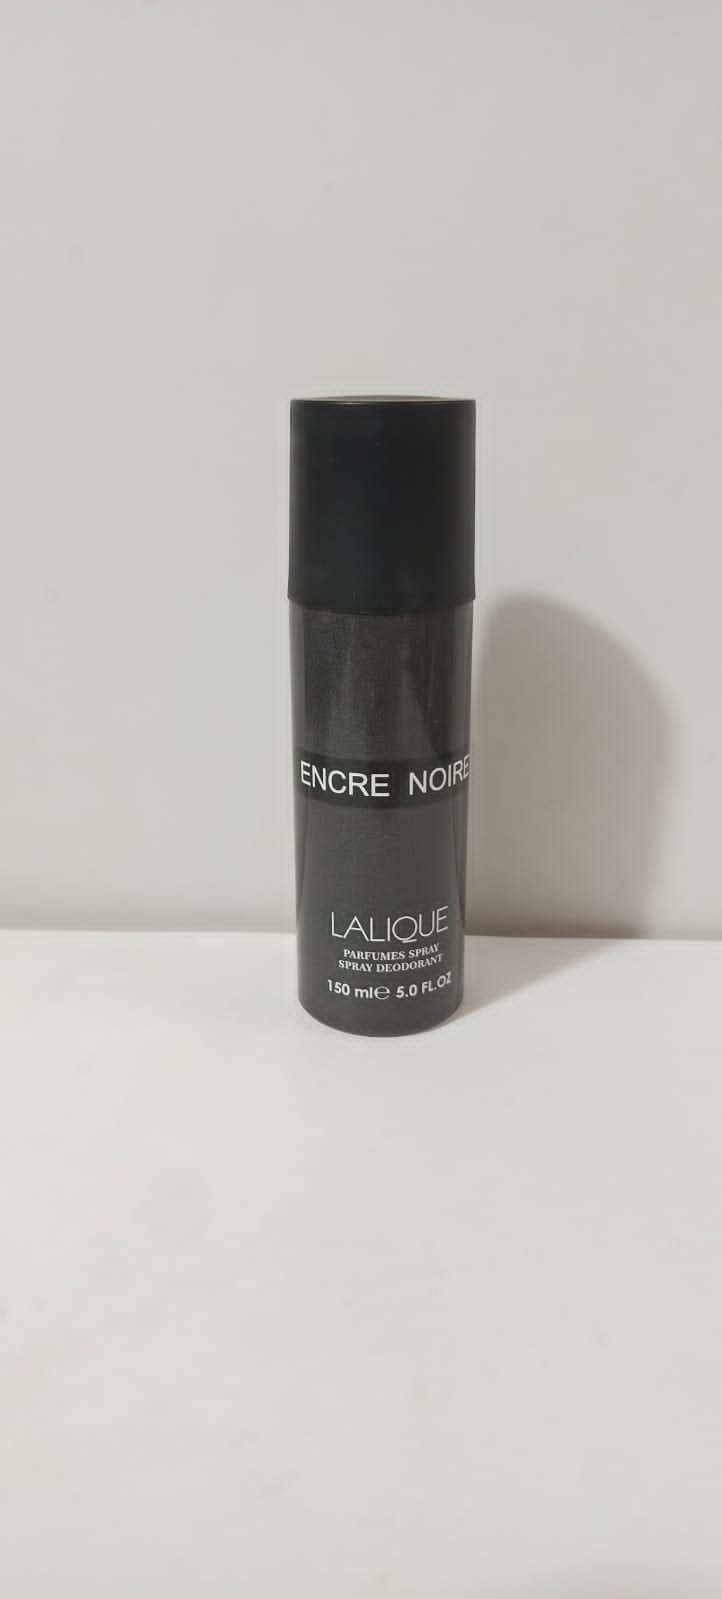 ENCRE NOIRE
LALIQUE
PARFUMES SPRAY
SPRAY DEODORANT
150 ml℮ 5.0 FL.OZ